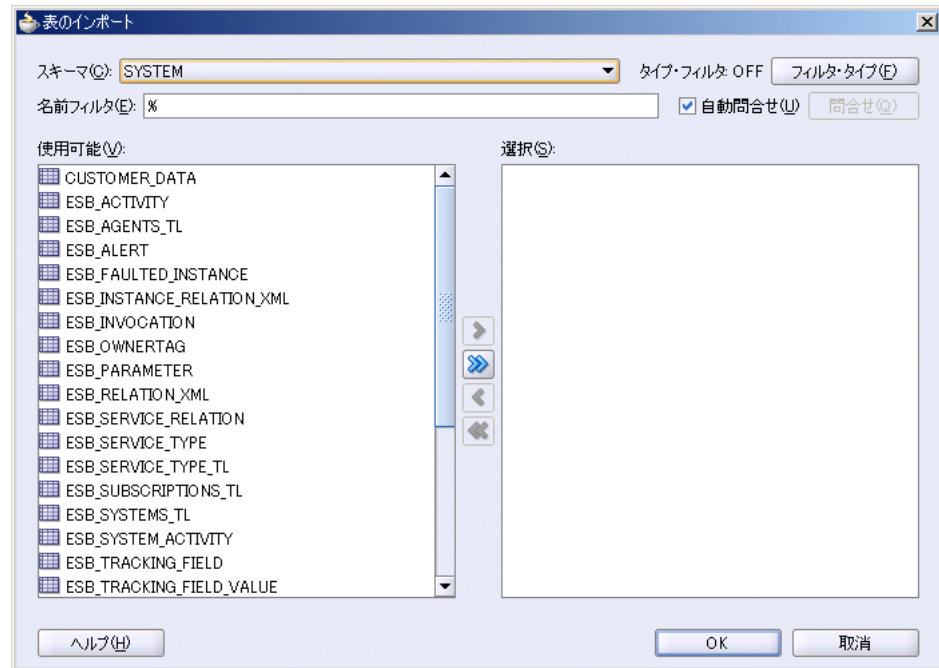 表のインポート
スキーマ(C): SYSTEM
タイプ・フィルタ: OFF フィルタ・タイプ(F)
名前フィルタ(E): %
自動問合せ(U) 問合せ(Q)
使用可能(V):
選択(S):
CUSTOMER_DATA
ESB_ACTIVITY
ESB_AGENTS_TL
ESB_ALERT
ESB_FAULTED_INSTANCE
ESB_INSTANCE_RELATION_XML
ESB_INVOCATION
ESB_OWNERTAG
ESB_PARAMETER
ESB_RELATION_XML
ESB_SERVICE_RELATION
ESB_SERVICE_TYPE
ESB_SERVICE_TYPE_TL
ESB_SUBSCRIPTIONS_TL
ESB_SYSTEMS_TL
ESB_SYSTEM_ACTIVITY
ESB_TRACKING_FIELD
ESB_TRACKING_FIELD_VALUE
ヘルプ(H)
OK
取消